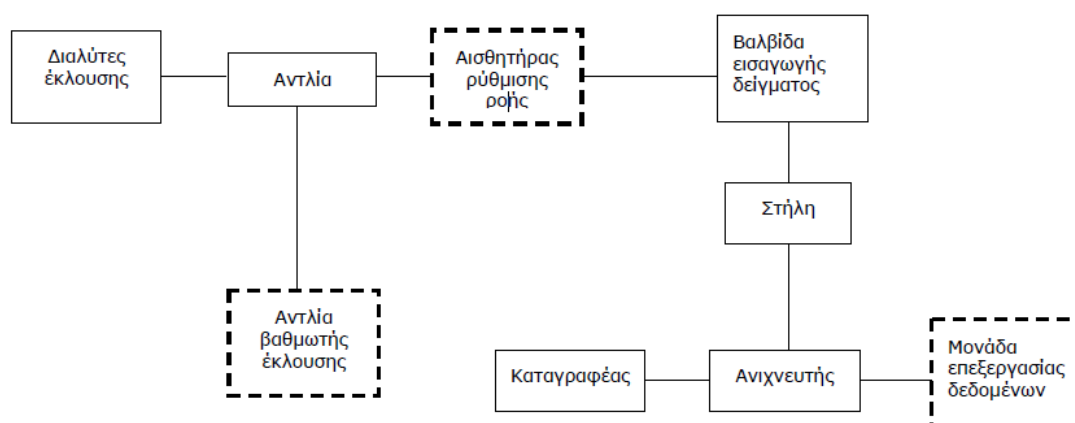 Διαλύτες
έκλουσης
Αντλία
Αισθητήρας
ρύθμισης
ροής
Βαλβίδα
εισαγωγής
δείγματος
Στήλη
Αντλία
βαθμωτής
έκλουσης
Καταγραφέας
Ανιχνευτής
Μονάδα
επεξεργασίας
δεδομένων